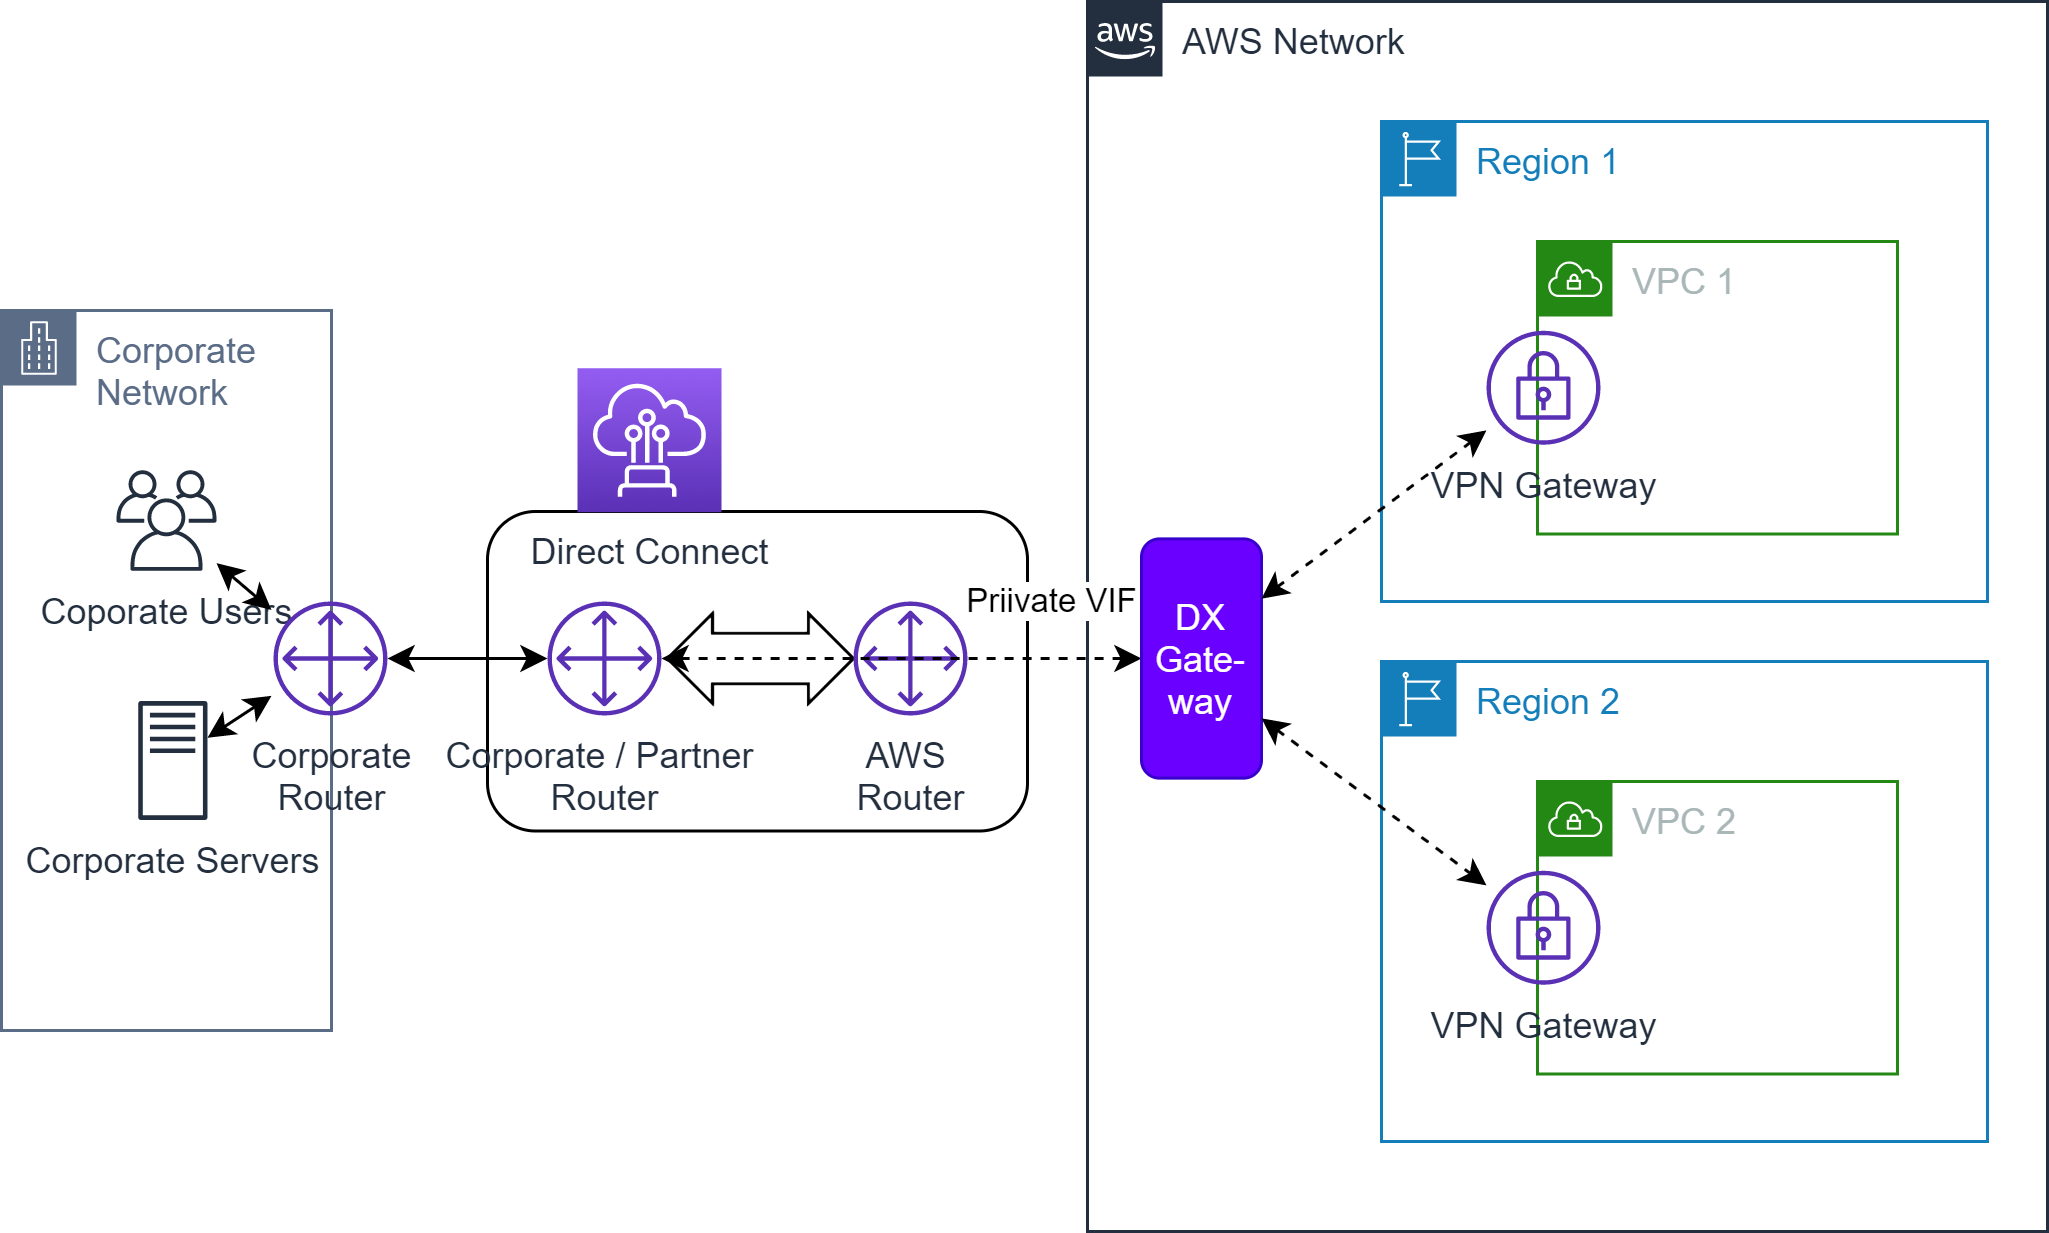 aws
AWS Network
Region 1
VPC 1
VPN Gateway
Corporate
Network
Coporate Users
Corporate
Router
Corporate Servers
Direct Connect
Corporate / Partner
Router
AWS
Router
Priivate VIF
DX
Gate-
way
Region 2
VPC 2
VPN Gateway